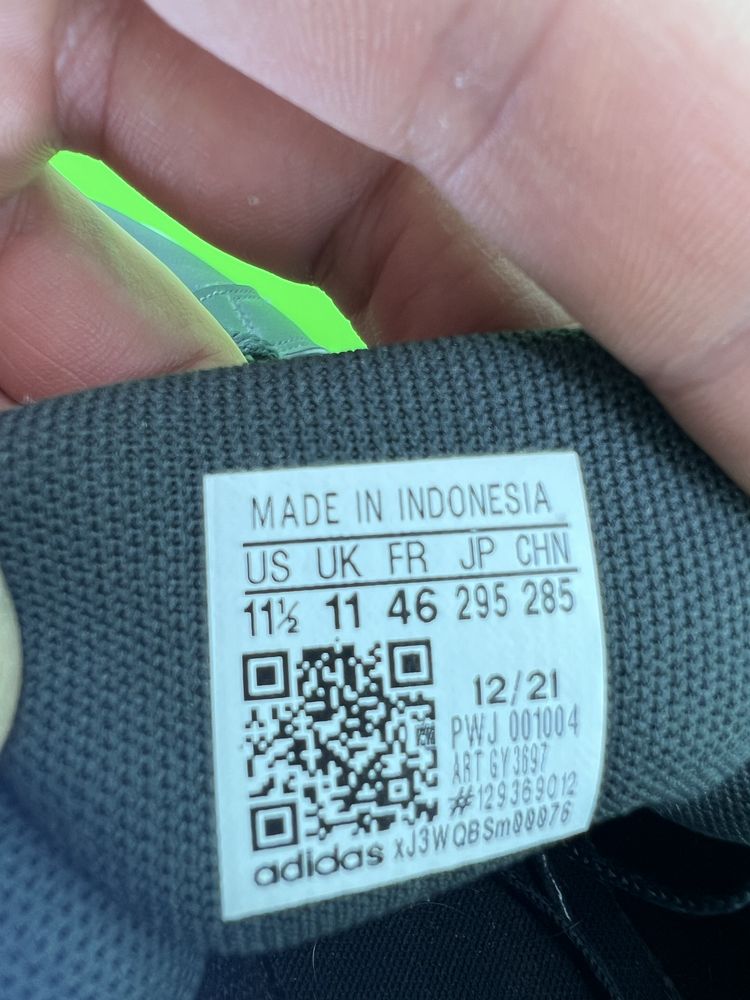 MADE IN INDONESIA
US UK FR JP CHN
11½ 11 46 295 285
12/21
PWJ 001004
ART GY3697
#129369012
adidas xJ3WQBSm00076